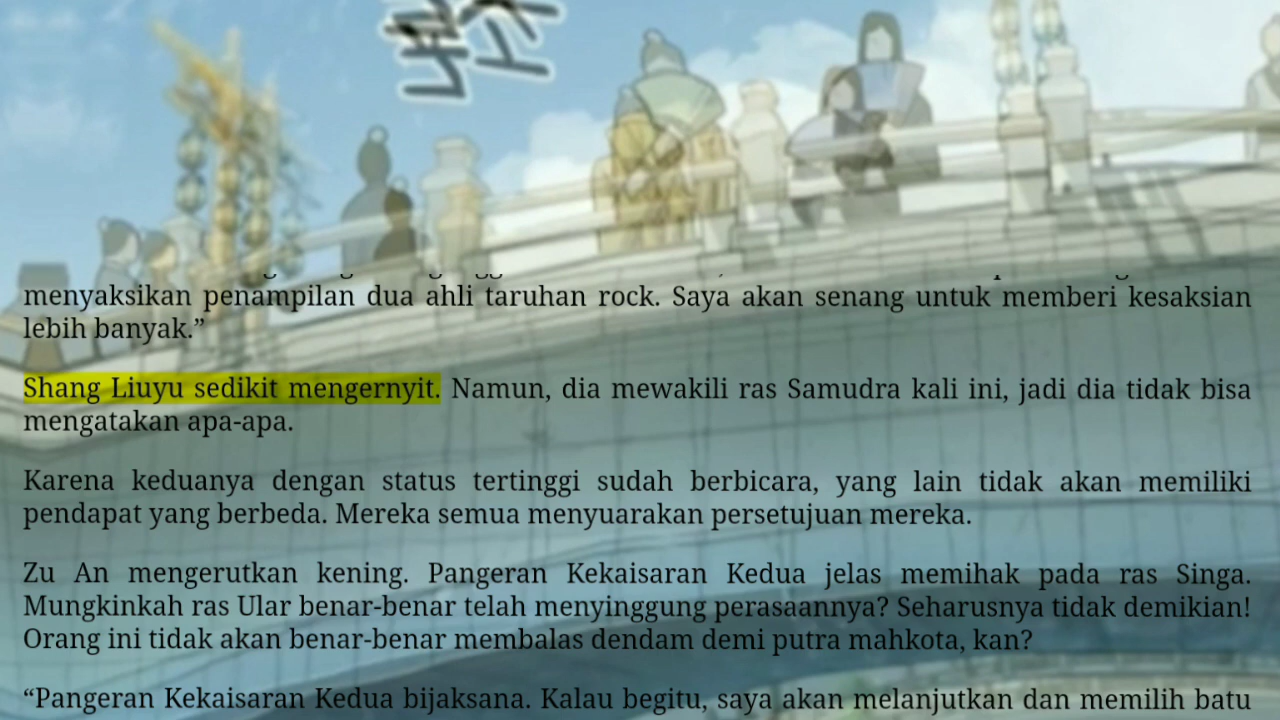 menyaksikan penampilan dua ahli taruhan rock. Saya akan senang untuk memberi kesaksian
lebih banyak.”
Shang Liuyu sedikit mengernyit. Namun, dia mewakili ras Samudra kali ini, jadi dia tidak bisa
mengatakan apa-apa.
Karena keduanya dengan status tertinggi sudah berbicara, yang lain tidak akan memiliki
pendapat yang berbeda. Mereka semua menyuarakan persetujuan mereka.
Zu An mengerutkan kening. Pangeran Kekaisaran Kedua jelas memihak pada ras Singa.
Mungkinkah ras Ular benar-benar telah menyinggung perasaannya? Seharusnya tidak demikian!
Orang ini tidak akan benar-benar membalas dendam demi putra mahkota, kan?
“Pangeran Kekaisaran Kedua bijaksana. Kalau begitu, saya akan melanjutkan dan memilih batu